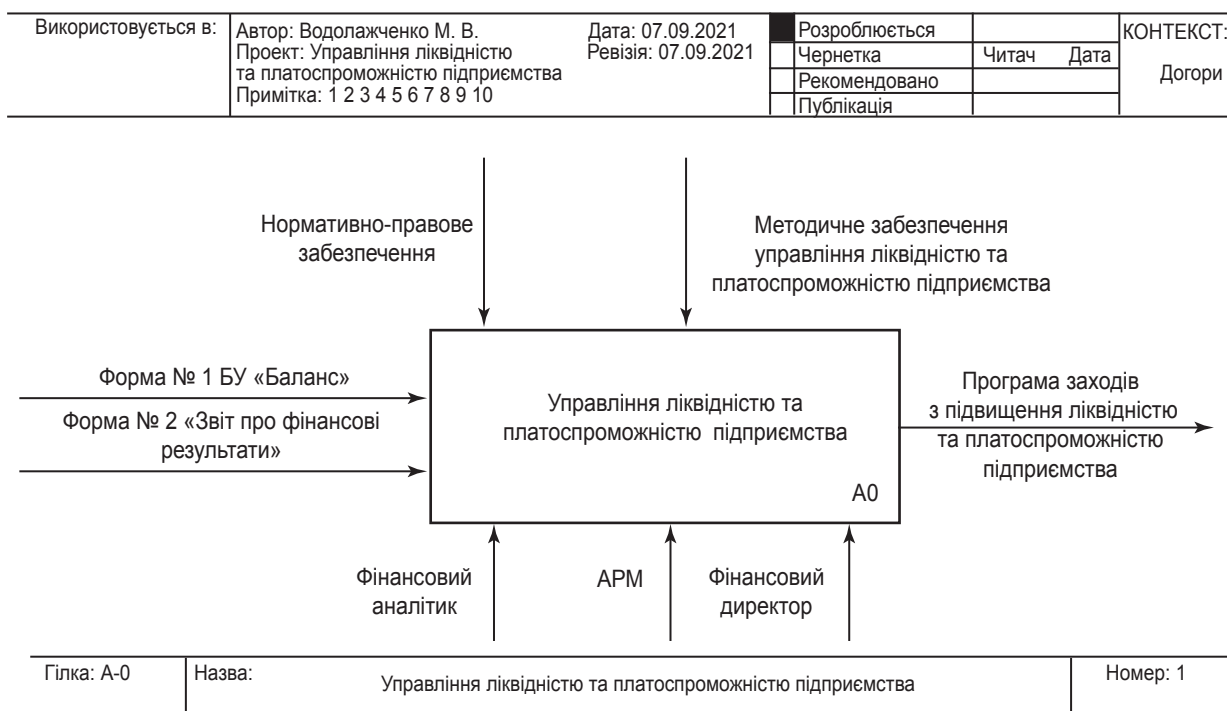 Використовується в:
Автор: Водолажченко М. В.
Дата: 07.09.2021
Проект: Управління ліквідністю
Ревізія: 07.09.2021
та платоспроможністю підприємства
Примітка: 1 2 3 4 5 6 7 8 9 10
Розроблюється
Чернетка
Читач
Дата
Рекомендовано
Публікація
КОНТЕКСТ:
Догори
Нормативно-правове
забезпечення
Методичне забезпечення
управління ліквідністю та
платоспроможністю підприємства
Форма № 1 БУ «Баланс»
Форма № 2 «Звіт про фінансові
результати»
Управління ліквідністю та
платоспроможністю підприємства
А0
Програма заходів
з підвищення ліквідністю
та платоспроможністю
підприємства
Фінансовий
аналітик
АРМ
Фінансовий
директор
Гілка: А-0
Назва:
Управління ліквідністю та платоспроможністю підприємства
Номер: 1